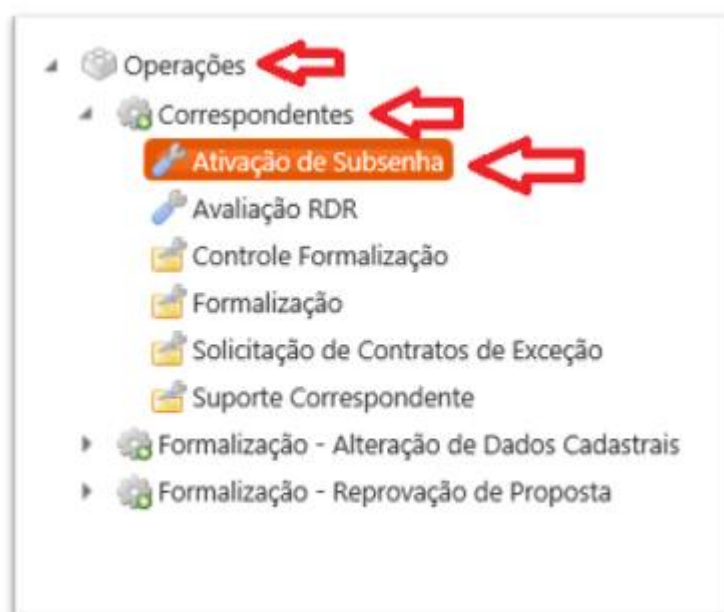 Operações
Correspondentes
Ativação de Subsenha
Avaliação RDR
Controle Formalização
Formalização
Solicitação de Contratos de Exceção
Suporte Correspondente
Formalização - Alteração de Dados Cadastrais
Formalização - Reprovação de Proposta